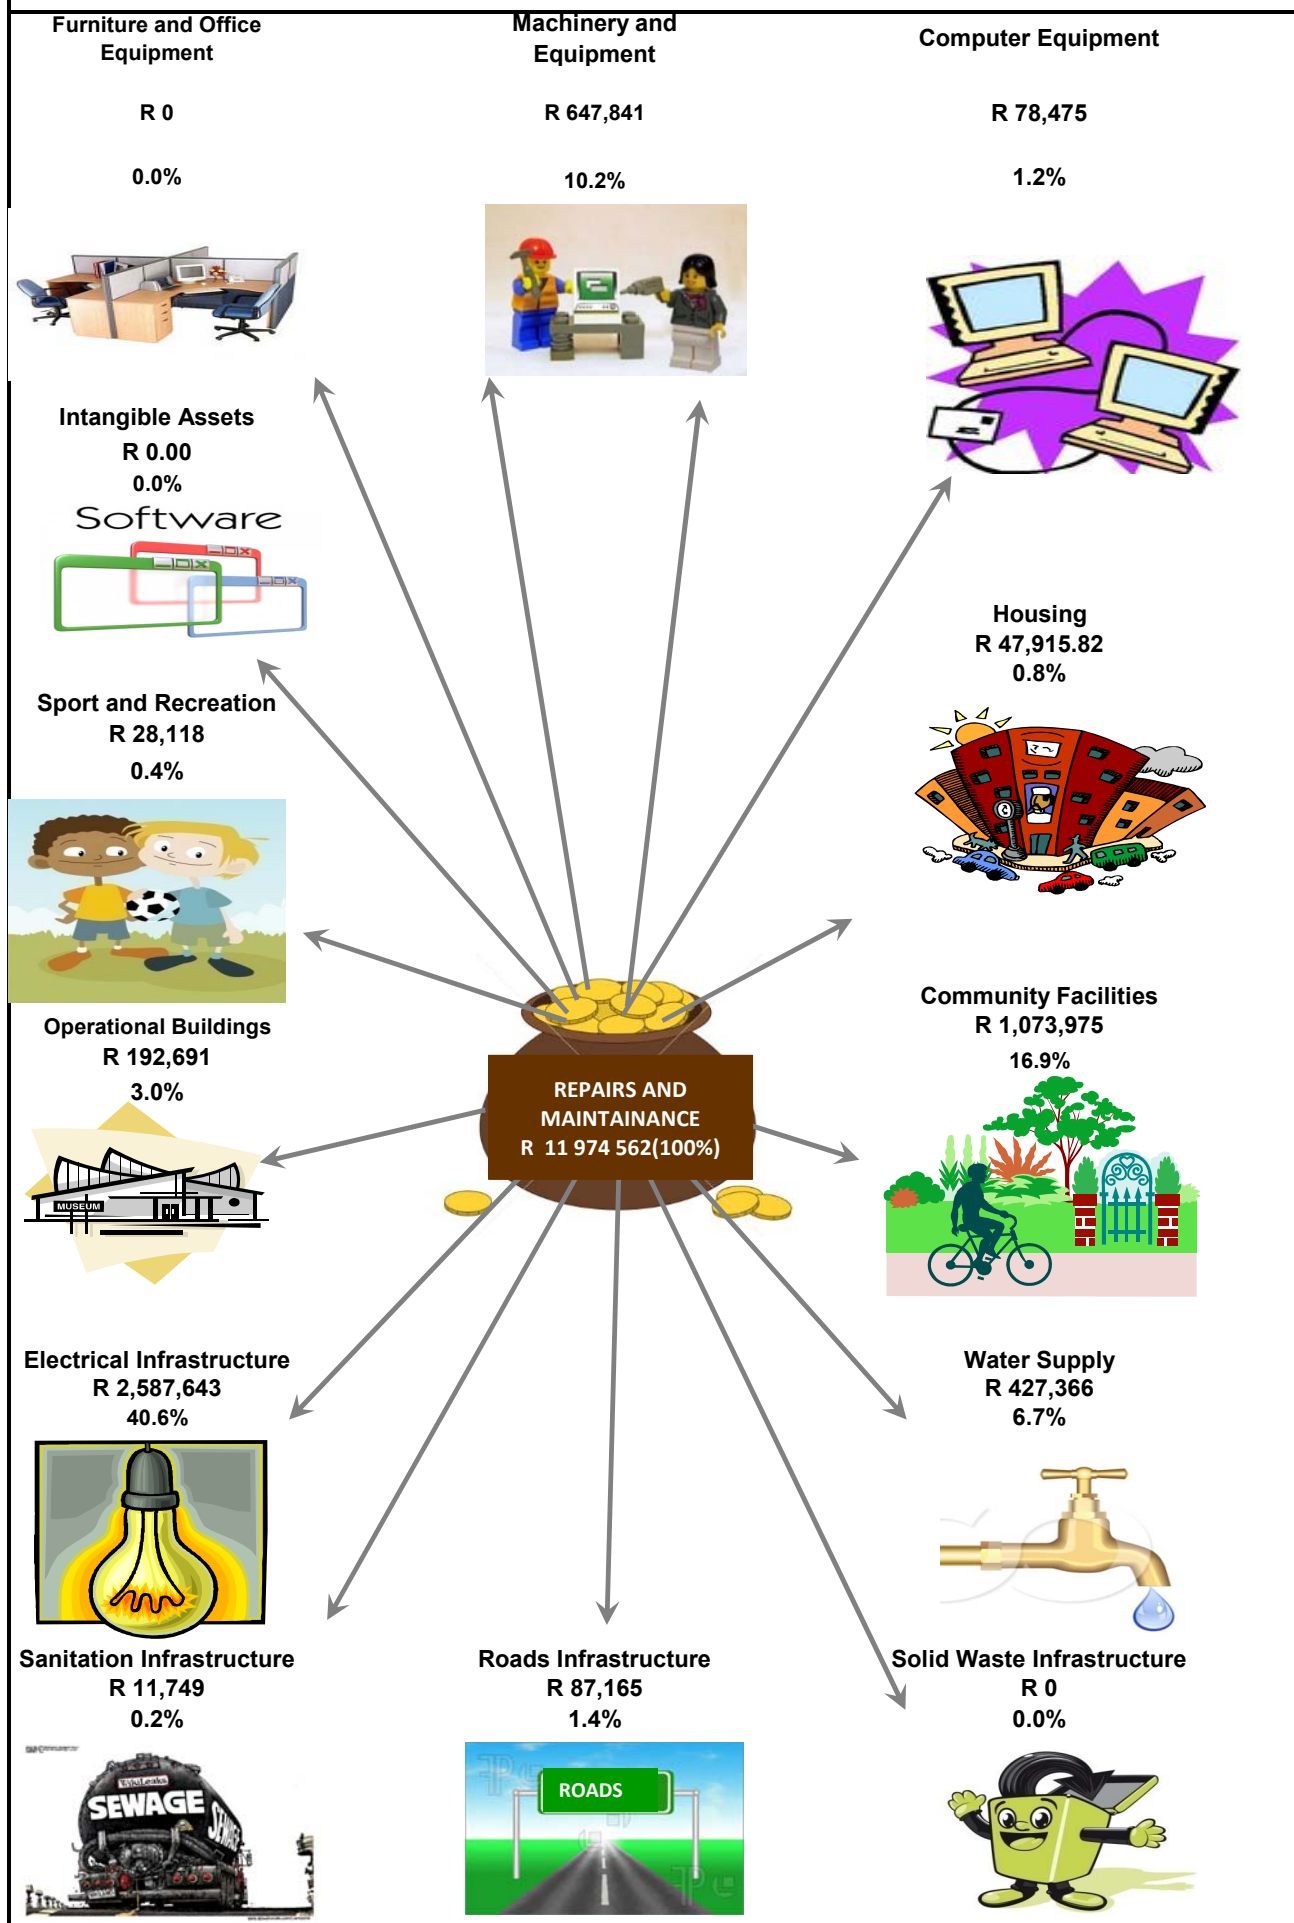 Furniture and Office
Equipment
R 0
0.0%
Machinery and
Equipment
R 647,841
10.2%
Computer Equipment
R 78,475
1.2%
Intangible Assets
R 0.00
0.0%
Software
Housing
R 47,915.82
0.8%
Sport and Recreation
R 28,118
0.4%
Operational Buildings
R 192,691
3.0%
MUSEUM
REPAIRS AND
MAINTAINANCE
R 11 974 562(100%)
Community Facilities
R 1,073,975
16.9%
Electrical Infrastructure
R 2,587,643
40.6%
Water Supply
R 427,366
6.7%
Sanitation Infrastructure
R 11,749
0.2%
WikiLeaks
SEWAGE
SEWAGE
Roads Infrastructure
R 87,165
1.4%
ROADS
Solid Waste Infrastructure
R 0
0.0%